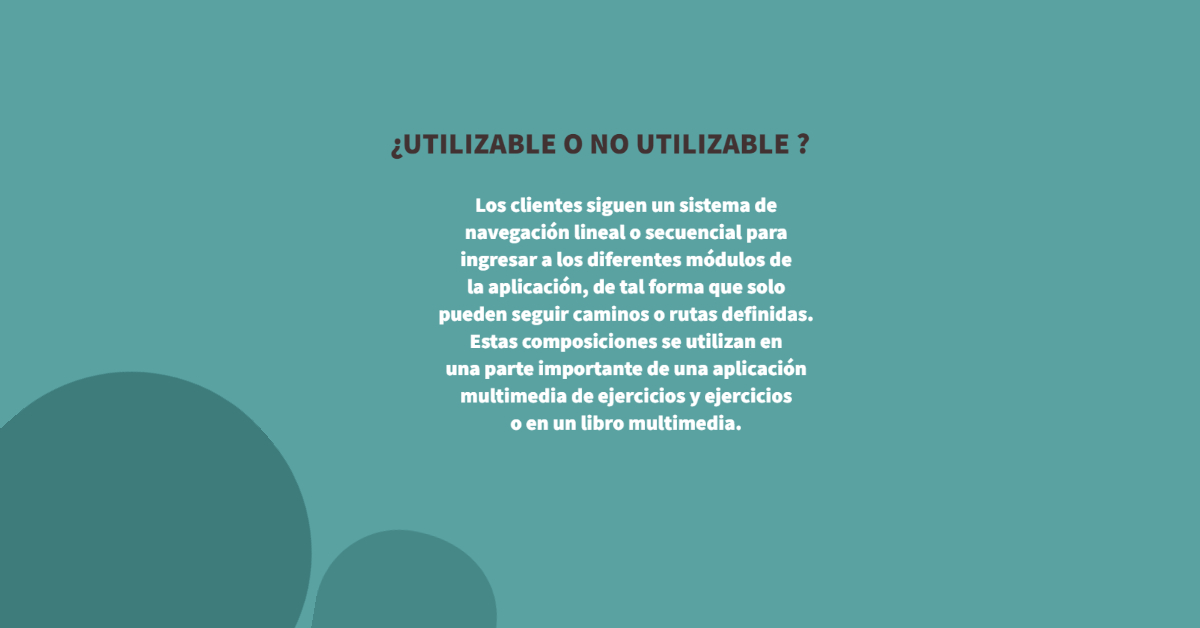 ¿UTILIZABLE O NO UTILIZABLE ?
Los clientes siguen un sistema de
navegación lineal o secuencial para
ingresar a los diferentes módulos de
la aplicación, de tal forma que solo
pueden seguir caminos o rutas definidas.
Estas composiciones se utilizan en
una parte importante de una aplicación
multimedia de ejercicios y ejercicios
o en un libro multimedia.